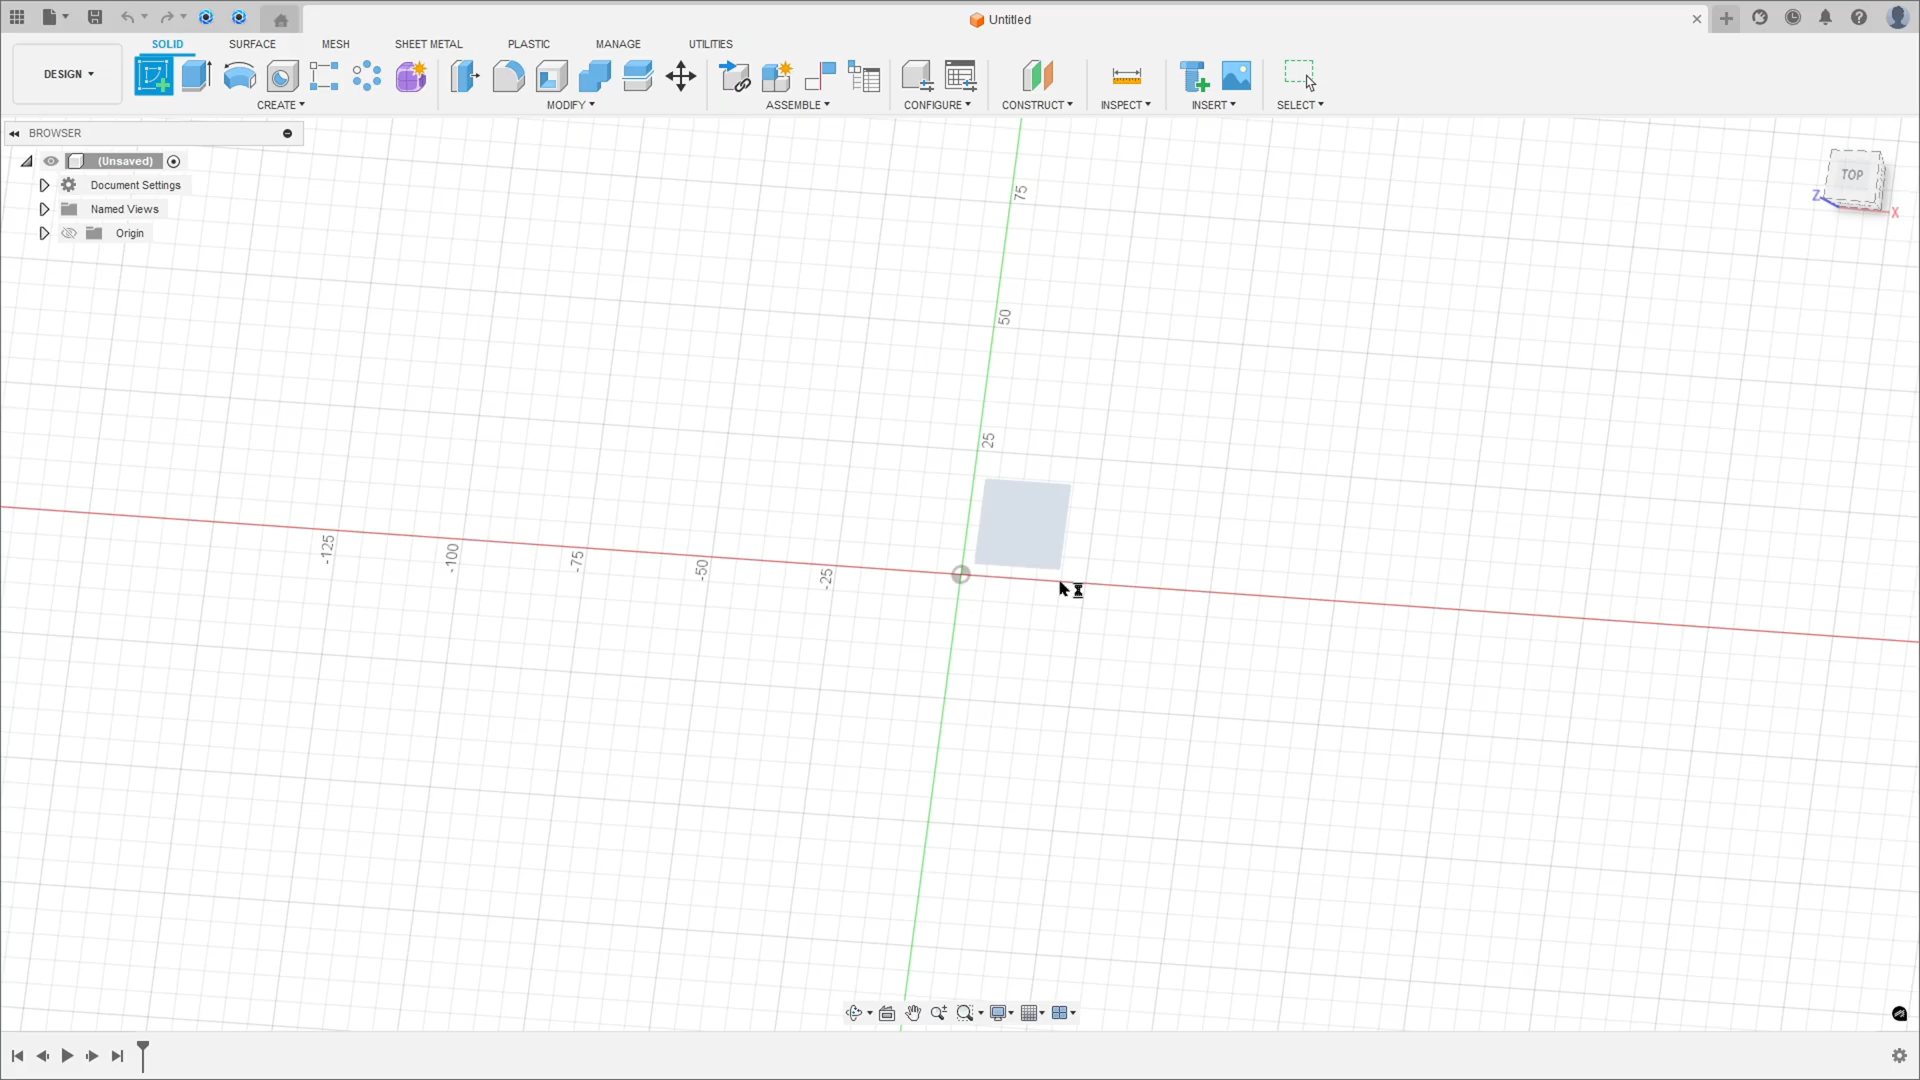 Untitled
SOLID SURFACE MESH SHEET METAL PLASTIC MANAGE UTILITIES
DESIGN
CREATE MODIFY ASSEMBLE CONFIGURE CONSTRUCT INSPECT INSERT SELECT
BROWSER
(Unsaved)
Document Settings
Named Views
Origin
TOP
Z
X
75
50
25
-125
-100
-75
-50
-25